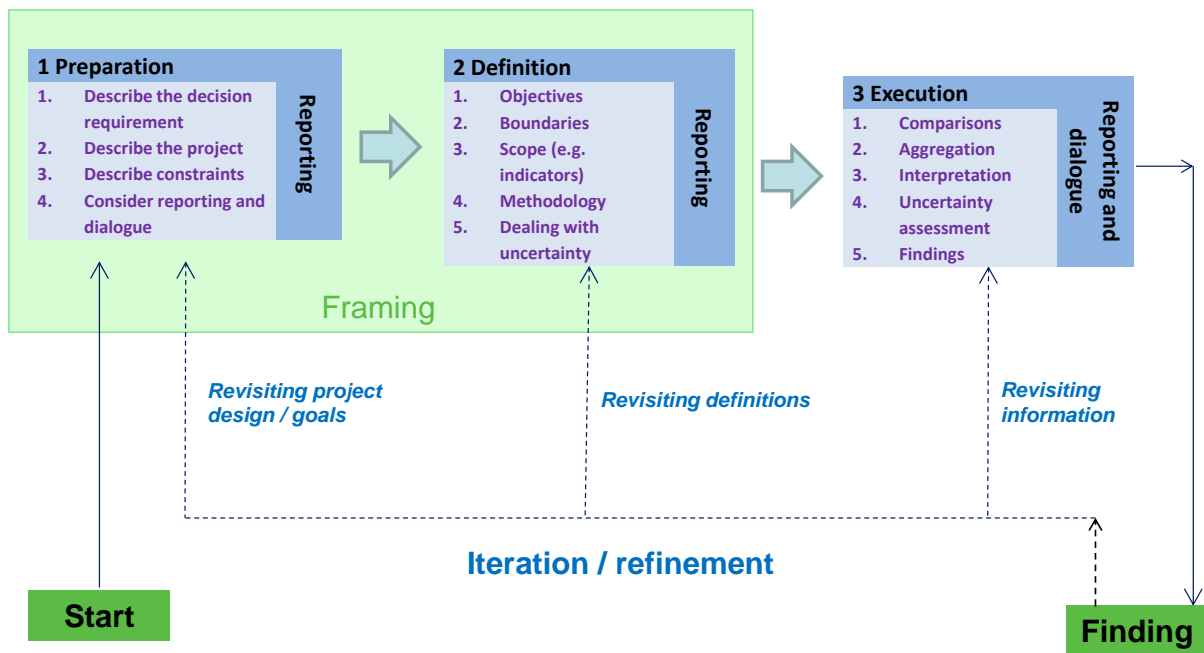 1 Preparation
1. Describe the decision
requirement
2. Describe the project
3. Describe constraints
4. Consider reporting and
dialogue
Reporting
2 Definition
1. Objectives
2. Boundaries
3. Scope (e.g.
indicators)
4. Methodology
5. Dealing with
uncertainty
Reporting
3 Execution
1. Comparisons
2. Aggregation
3. Interpretation
4. Uncertainty
assessment
5. Findings
Reporting and
dialogue
Framing
Revisiting project
design / goals
Revisiting definitions
Revisiting
information
Iteration / refinement
Start
Finding